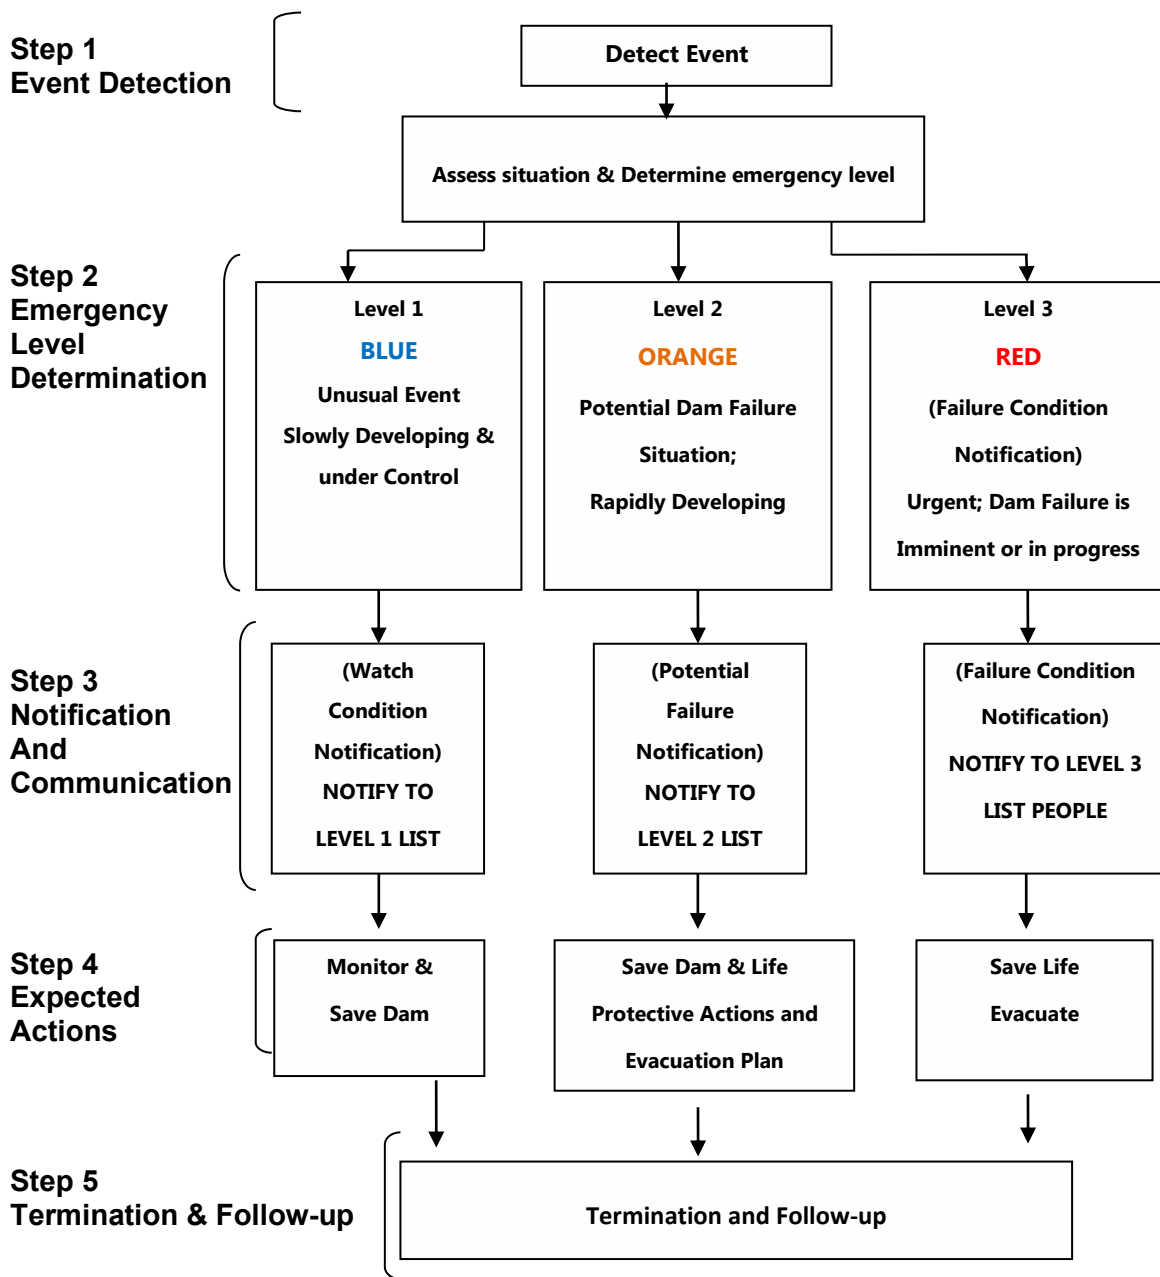 Step 1
Event Detection
Detect Event
Assess situation & Determine emergency level
Step 2
Emergency
Level
Determination
Level 1
BLUE
Unusual Event
Slowly Developing &
under Control
Level 2
ORANGE
Potential Dam Failure
Situation;
Rapidly Developing
Level 3
RED
(Failure Condition
Notification)
Urgent; Dam Failure is
Imminent or in progress
Step 3
Notification
And
Communication
(Watch
Condition
Notification)
NOTIFY TO
LEVEL 1 LIST
(Potential
Failure
Notification)
NOTIFY TO
LEVEL 2 LIST
(Failure Condition
Notification)
NOTIFY TO LEVEL 3
LIST PEOPLE
Step 4
Expected
Actions
Monitor &
Save Dam
Save Dam & Life
Protective Actions and
Evacuation Plan
Save Life
Evacuate
Step 5
Termination & Follow-up
Termination and Follow-up